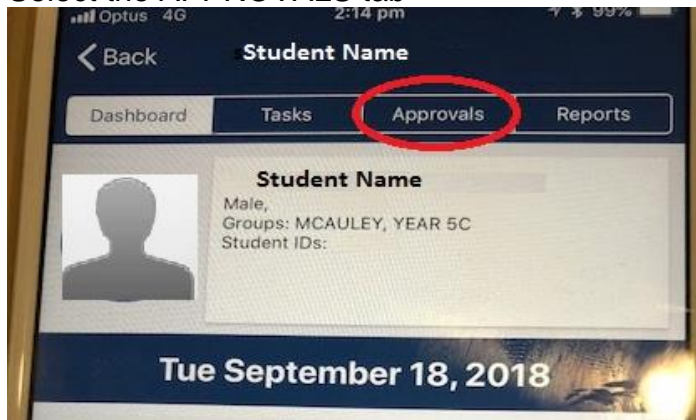 Optus 4G 2:14 pm 99%
Back Student Name
Dashboard Tasks Approvals Reports
Student Name
Male,
Groups: MCAULEY, YEAR 5C
Student IDs:
Tue September 18, 2018